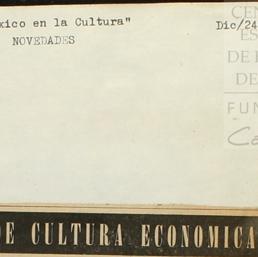 xico en la Cultura" Dic/24
NOVEDADES
CEN
ES
DE E
DE
FUN
Ca
DE CULTURA ECONOMICA